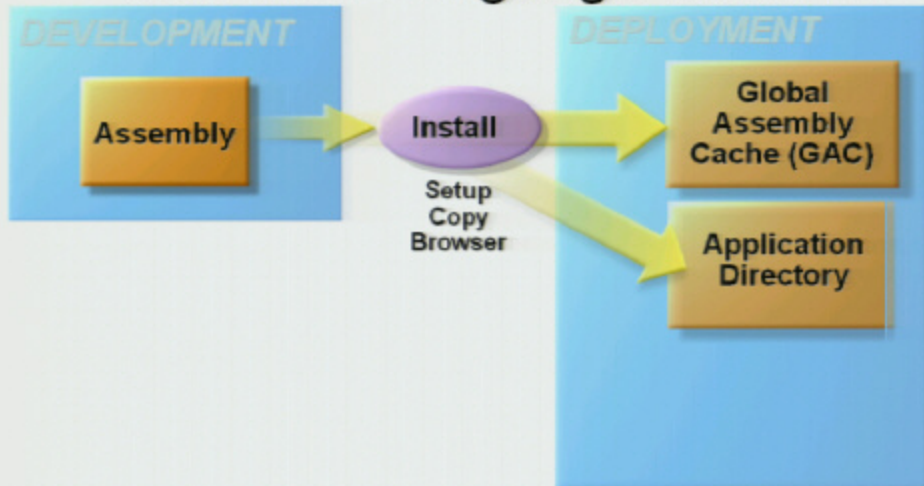 DEVELOPMENT
Assembly
Install
Setup
Copy
Browser
DEPLOYMENT
Global
Assembly
Cache (GAC)
Application
Directory